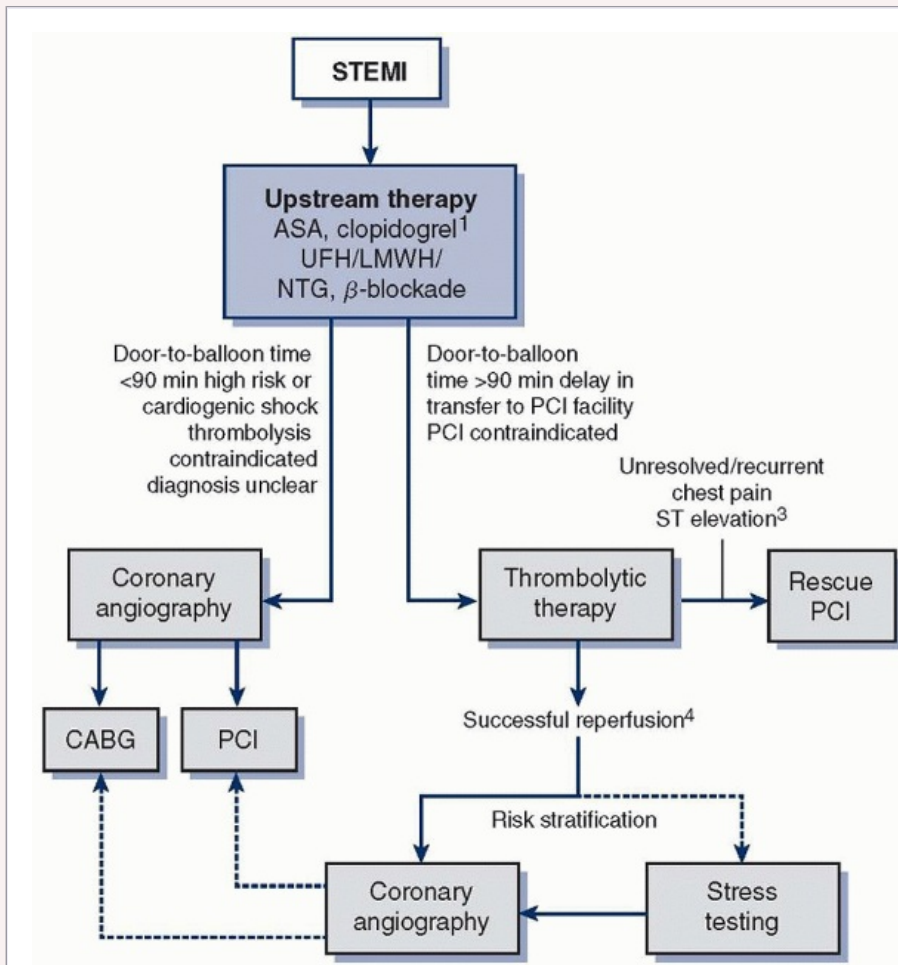 STEMI
Upstream therapy
ASA, clopidogrel1
UFH/LMWH/
NTG, β-blockade
Door-to-balloon time
<90 min high risk or
cardiogenic shock
thrombolysis
contraindicated
diagnosis unclear
Door-to-balloon
time >90 min delay in
transfer to PCI facility
PCI contraindicated
Unresolved/recurrent
chest pain
ST elevation3
Coronary
angiography
Thrombolytic
therapy
Rescue
PCI
CABG
PCI
Successful reperfusion4
Risk stratification
Coronary
angiography
Stress
testing